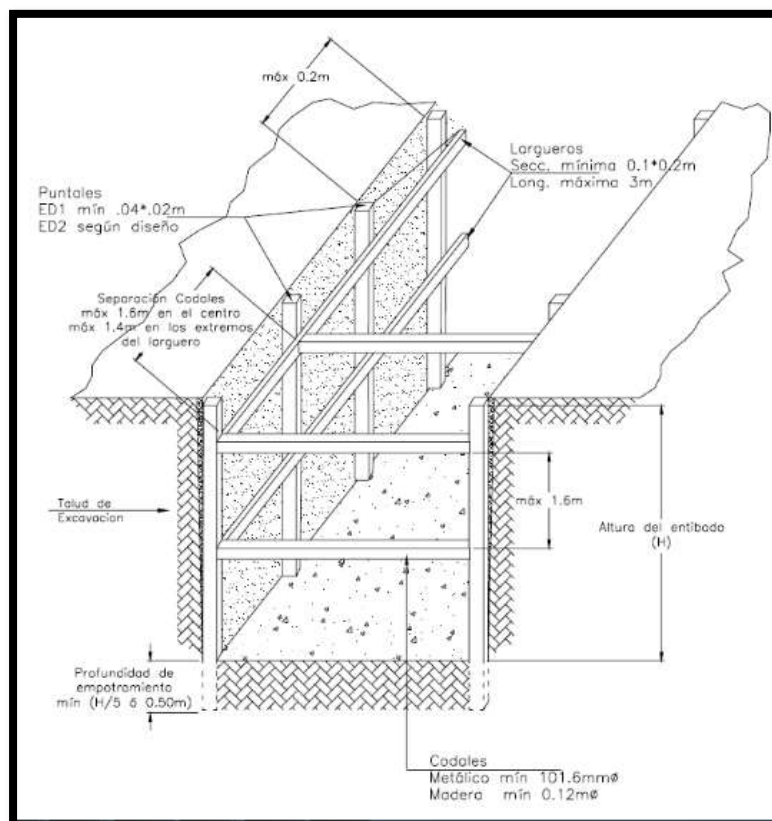 máx 0.2m
Largueros
Secc. mínima 0.1*0.2m
Long. máxima 3m
Puntales
ED1 mín .04*.02m
ED2 según diseño
Separación Codales
máx 1.6m en el centro
máx 1.4m en los extremos
del larguero
Talud de
Excavacion
máx 1.6m
Altura del entibado
(H)
Profundidad de
empotramiento
mín (H/5 ó 0.50m)
Codales
Metálico mín 101.6mmø
Madera mín 0.12mø